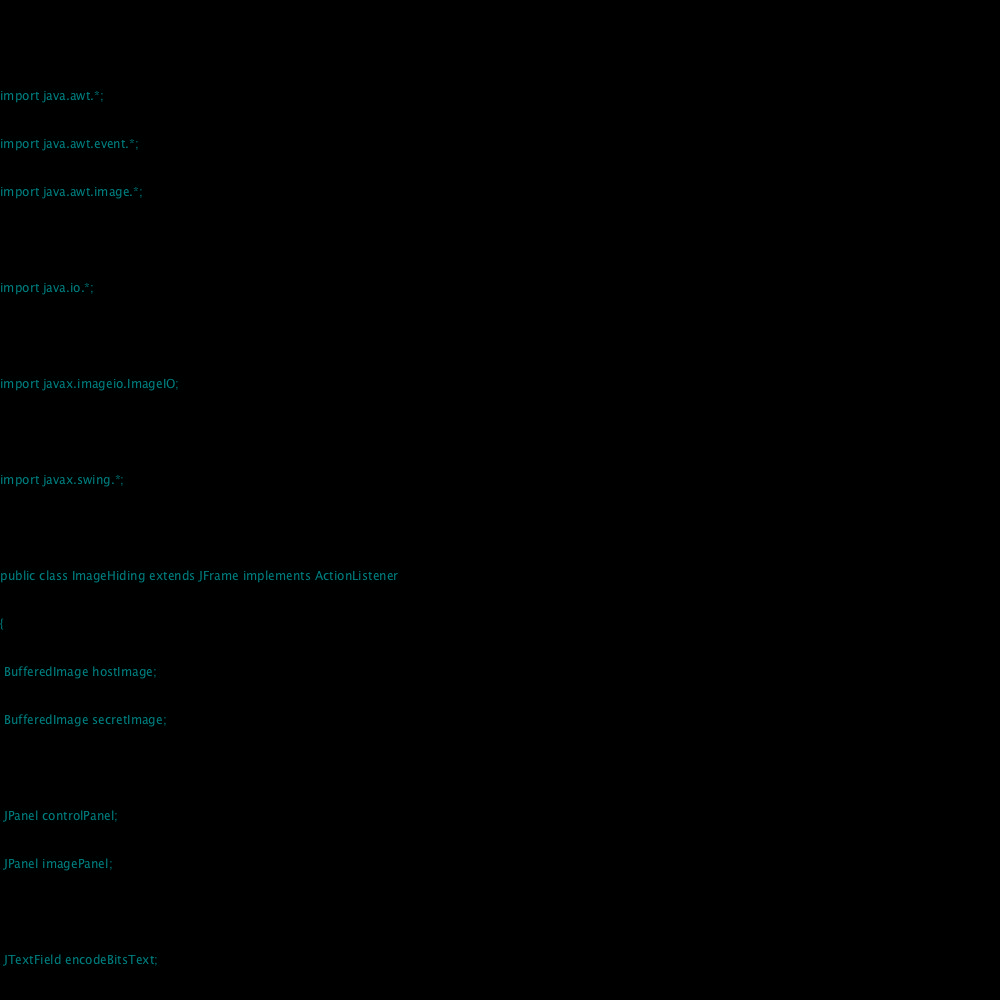 import java.awt.*;
import java.awt.event.*;
import java.awt.image.*;
import java.io.*;
import javax.imageio.ImageIO;
import javax.swing.*;
public class ImageHiding extends JFrame implements ActionListener
{
BufferedImage hostImage;
BufferedImage secretImage;
JPanel controlPanel;
JPanel imagePanel;
JTextField encodeBitsText;